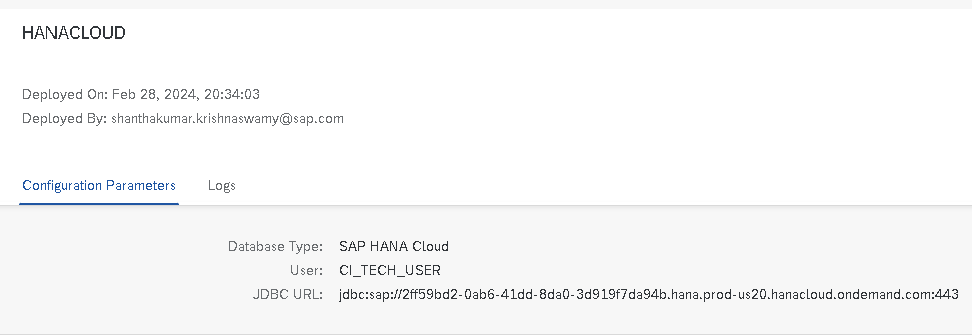 HANACLOUD
Deployed On: Feb 28, 2024, 20:34:03
Deployed By: shanthakumar.krishnaswamy@sap.com
Configuration Parameters Logs
Database Type: SAP HANA Cloud
User: CI_TECH_USER
JDBC URL: jdbc:sap://2ff59bd2-0ab6-41dd-8da0-3d919f7da94b.hana.prod-us20.hanacloud.ondemand.com:443